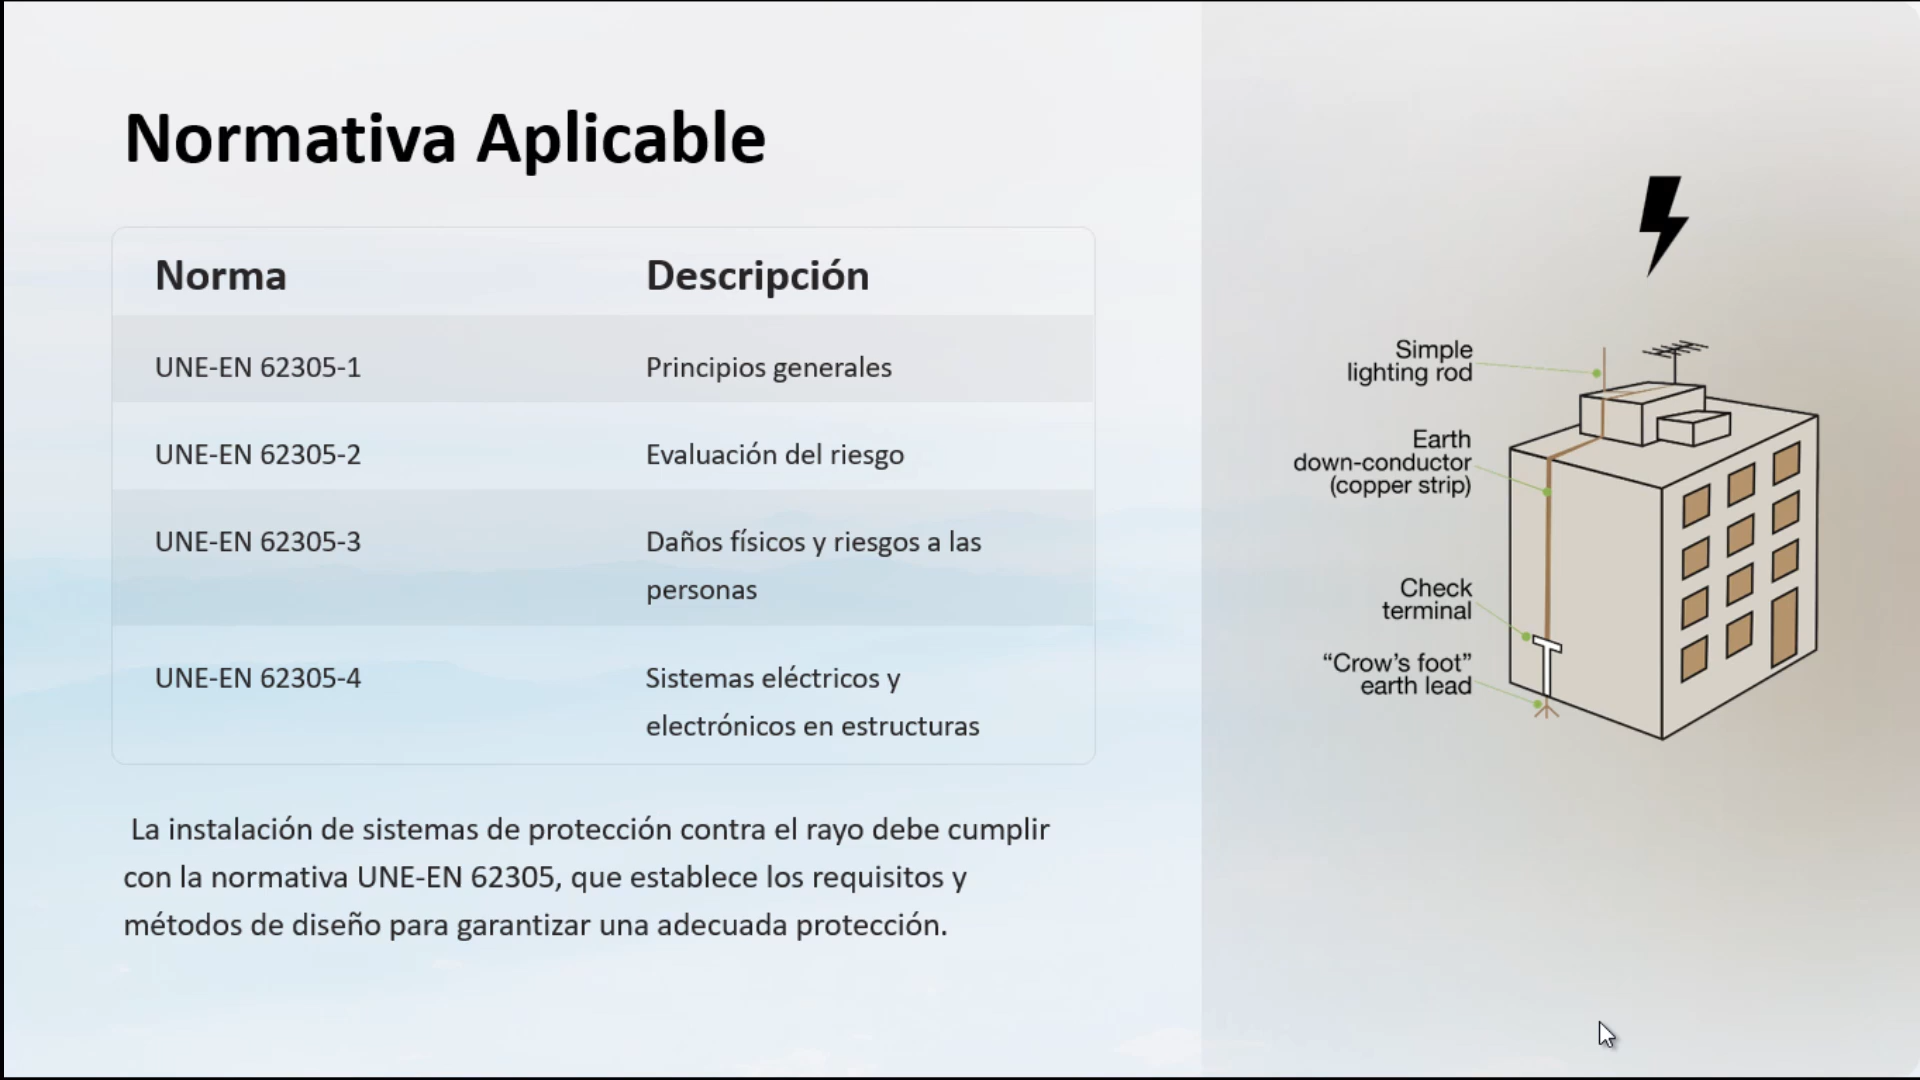 Normativa Aplicable
Norma
Descripción
UNE-EN 62305-1
Principios generales
UNE-EN 62305-2
Evaluación del riesgo
UNE-EN 62305-3
Daños físicos y riesgos a las
personas
UNE-EN 62305-4
Sistemas eléctricos y
electrónicos en estructuras
La instalación de sistemas de protección contra el rayo debe cumplir
con la normativa UNE-EN 62305, que establece los requisitos y
métodos de diseño para garantizar una adecuada protección.
Simple
lighting rod
Earth
down-conductor
(copper strip)
Check
terminal
“Crow’s foot”
earth lead